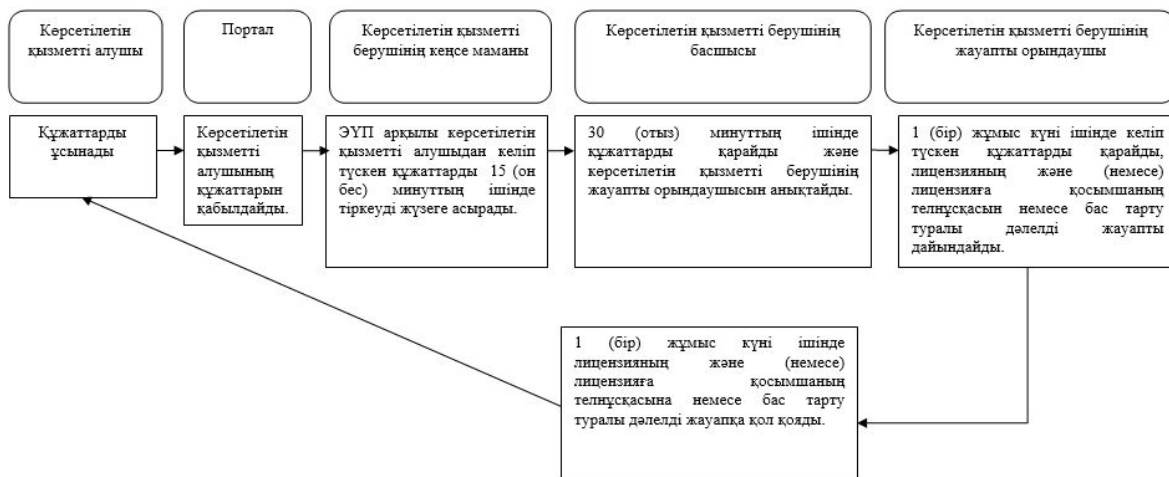 Көрсетілетін
қызметті алушы
Портал
Көрсетілетін қызметті
берушінің кеңсе маманы
Көрсетілетін қызметті берушінің
басшысы
Көрсетілетін қызметті берушінің
жауапты орындаушы
Құжаттарды
ұсынады
Көрсетілетін
қызметті
алушының
құжаттарын
қабылдайды.
ЭҮП арқылы көрсетілетін
қызметті алушыдан келіп
түскен құжаттарды 15 (он
бес) минуттың ішінде
тіркеуді жүзеге асырады.
30 (отыз) минуттың ішінде
құжаттарды қарайды және
көрсетілетін қызметті берушінің
жауапты орындаушысын анықтайды.
1 (бір) жұмыс күні ішінде келіп
түскен құжаттарды қарайды,
лицензияның және (немесе)
лицензияға қосымшаның
телнұсқасын немесе бас тарту
туралы дәлелді жауапты
дайындайды.
1 (бір) жұмыс күні ішінде
лицензияның және (немесе)
лицензияға қосымшаның
телнұсқасына немесе бас тарту
туралы дәлелді жауапқа қол қояды.